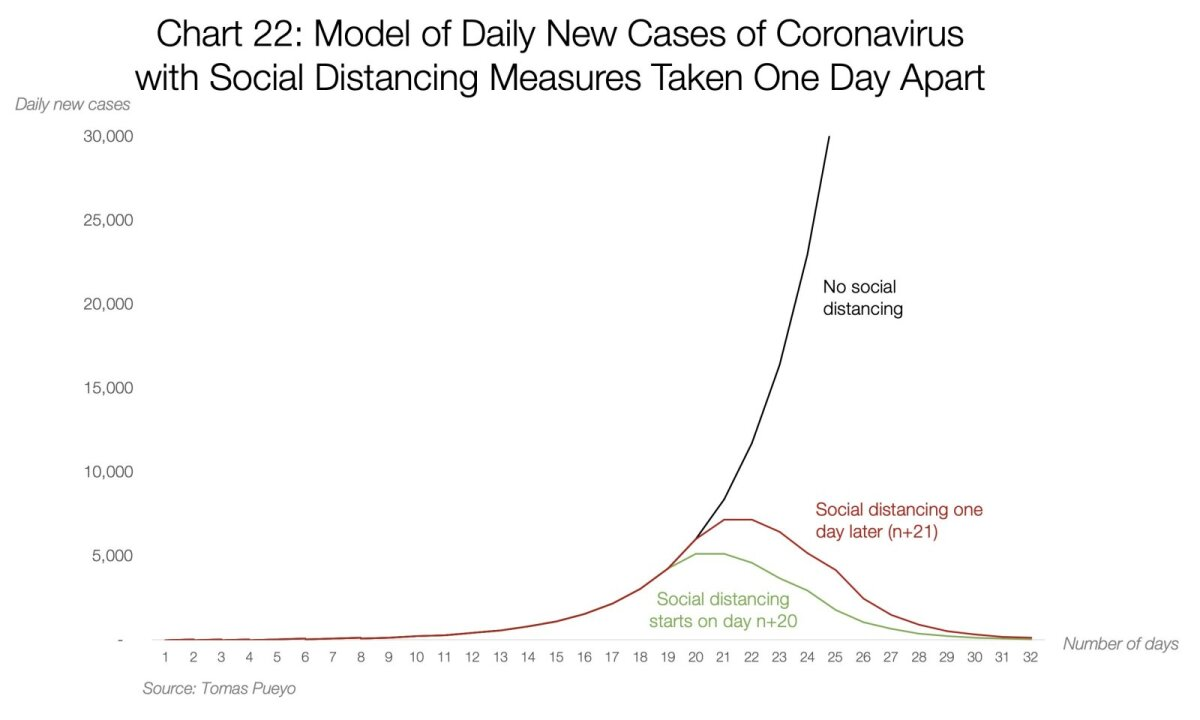 Chart 22: Model of Daily New Cases of Coronavirus
with Social Distancing Measures Taken One Day Apart
Daily new cases
30,000
25,000
20,000
15,000
10,000
5,000
-
No social
distancing
Social distancing one
day later (n+21)
Social distancing
starts on day n+20
1 2 3 4 5 6 7 8 9 10 11 12 13 14 15 16 17 18 19 20 21 22 23 24 25 26 27 28 29 30 31 32
Number of days
Source: Tomas Pueyo